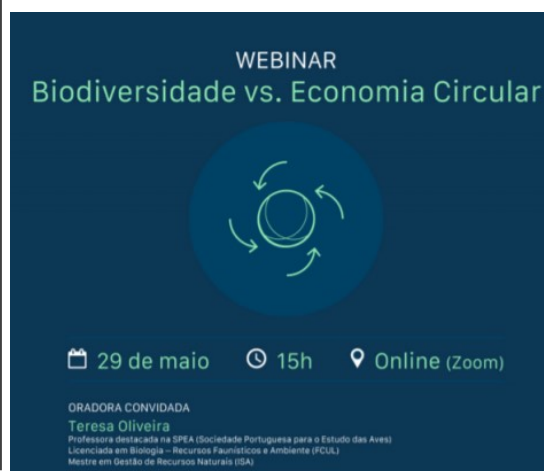 WEBINAR
Biodiversidade vs. Economia Circular
29 de maio
15h
Online (Zoom)
ORADORA CONVIDADA
Teresa Oliveira
Professora destacada na SPEA (Sociedade Portuguesa para o Estudo das Aves)
Licenciada em Biologia – Recursos Faunísticos e Ambiente (FCUL)
Mestre em Gestão de Recursos Naturais (ISA)